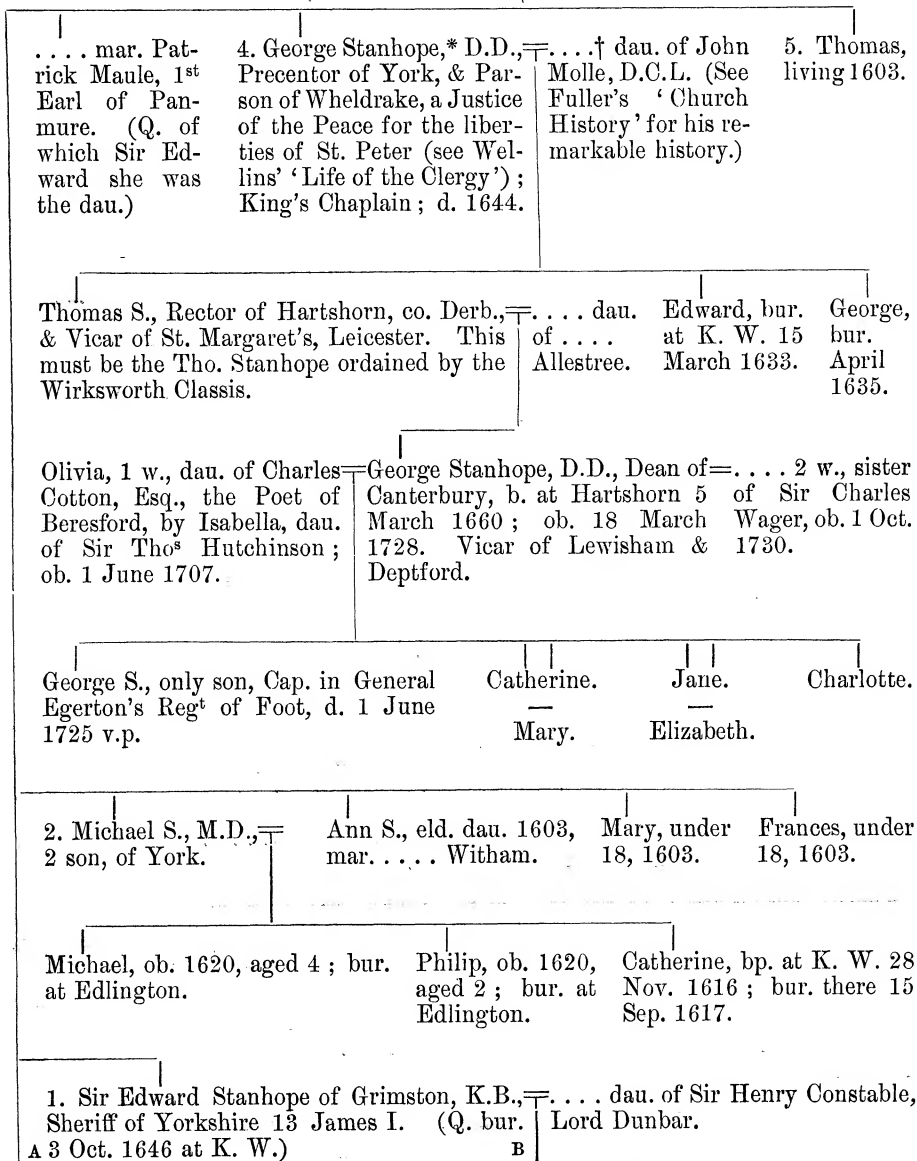 . . . . mar. Pat-
rick Maule, 1st
Earl of Pan-
mure. (Q. of
which Sir Ed-
ward she was
the dau.)
4. George Stanhope,* D.D.,
Precentor of York, & Par-
son of Wheldrake, a Justice
of the Peace for the liber-
ties of St. Peter (see Wel-
lins' 'Life of the Clergy') ;
King's Chaplain ; d. 1644.
. . . .† dau. of John
Molle, D.C.L. (See
Fuller's 'Church
History' for his re-
markable history.)
5. Thomas,
living 1603.
Thomas S., Rector of Hartshorn, co. Derb.,
& Vicar of St. Margaret's, Leicester. This
must be the Tho. Stanhope ordained by the
Wirksworth Classis.
. . . . dau.
of . . . .
Allestree.
Edward, bur.
at K. W. 15
March 1633.
George,
bur.
April
1635.
Olivia, 1 w., dau. of Charles
Cotton, Esq., the Poet of
Beresford, by Isabella, dau.
of Sir Thos Hutchinson ;
ob. 1 June 1707.
George Stanhope, D.D., Dean of
Canterbury, b. at Hartshorn 5
March 1660 ; ob. 18 March
1728. Vicar of Lewisham &
Deptford.
. . . . 2 w., sister
of Sir Charles
Wager, ob. 1 Oct.
1730.
George S., only son, Cap. in General
Egerton's Regt of Foot, d. 1 June
1725 v.p.
Catherine.
—
Mary.
Jane.
—
Elizabeth.
Charlotte.
2. Michael S., M.D.,
2 son, of York.
Ann S., eld. dau. 1603,
mar. . . . . Witham.
Mary, under
18, 1603.
Frances, under
18, 1603.
Michael, ob. 1620, aged 4 ; bur.
at Edlington.
Philip, ob. 1620,
aged 2 ; bur. at
Edlington.
Catherine, bp. at K. W. 28
Nov. 1616 ; bur. there 15
Sep. 1617.
1. Sir Edward Stanhope of Grimston, K.B.,
Sheriff of Yorkshire 13 James I. (Q. bur.
A 3 Oct. 1646 at K. W.)
B
. . . . dau. of Sir Henry Constable,
Lord Dunbar.